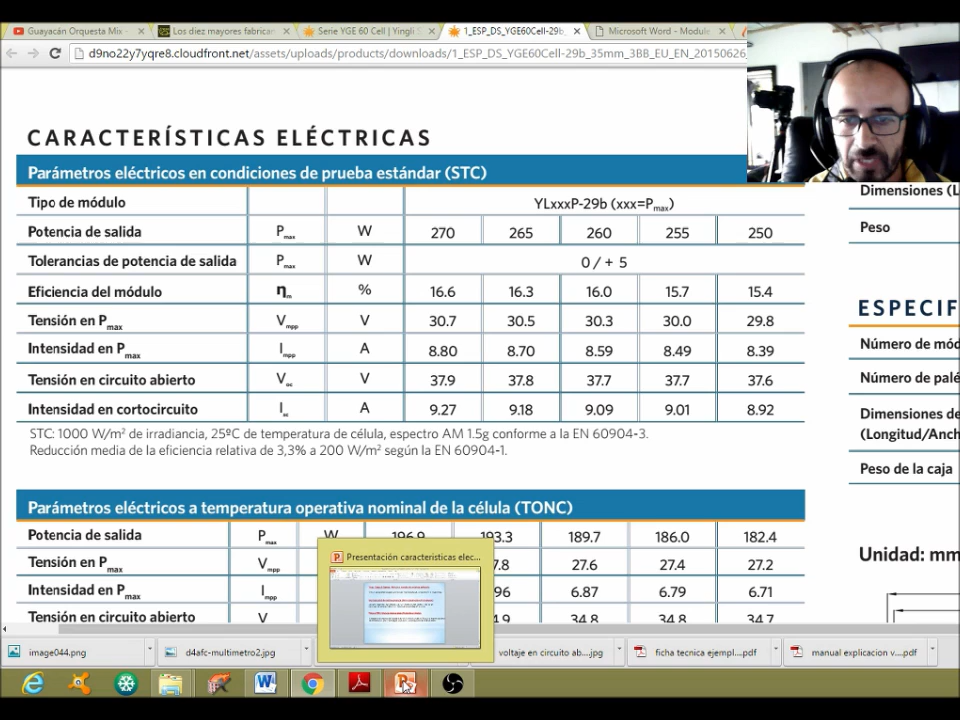 Guayacán Orquesta Mix -
Los diez mayores fabrican
Serie YGE 60 Cell | Yingli S
1_ESP_DS_YGE60Cell-29b_
Microsoft Word - Module
d9no22y7yqre8.cloudfront.net/assets/uploads/products/downloads/1_ESP_DS_YGE60Cell-29b_35mm_3BB_EU_EN_20150626_
CARACTERÍSTICAS ELÉCTRICAS
Parámetros eléctricos en condiciones de prueba estándar (STC)
Tipo de módulo YLxxxP-29b (xxx=Pmax)
Potencia de salida Pmax W 270 265 260 255 250
Tolerancias de potencia de salida Pmax W 0 / + 5
Eficiencia del módulo ηm % 16.6 16.3 16.0 15.7 15.4
Tensión en Pmax Vmpp V 30.7 30.5 30.3 30.0 29.8
Intensidad en Pmax Impp A 8.80 8.70 8.59 8.49 8.39
Tensión en circuito abierto Voc V 37.9 37.8 37.7 37.7 37.6
Intensidad en cortocircuito Isc A 9.27 9.18 9.09 9.01 8.92
STC: 1000 W/m² de irradiancia, 25ºC de temperatura de célula, espectro AM 1.5g conforme a la EN 60904-3.
Reducción media de la eficiencia relativa de 3,3% a 200 W/m² según la EN 60904-1.
Parámetros eléctricos a temperatura operativa nominal de la célula (TONC)
Potencia de salida Pmax W 196.9 193.3 189.7 186.0 182.4
Tensión en Pmax Vmpp 7.8 27.6 27.4 27.2
Intensidad en Pmax Impp 96 6.87 6.79 6.71
Tensión en circuito abierto V 4.9 34.8 34.8 34.7
Dimensiones (L
Peso
ESPECIF
Número de mód
Número de palé
Dimensiones de
(Longitud/Anch
Peso de la caja
Unidad: mm
Presentación caracteristicas elec...
image044.png
d4afc-multimetro2.jpg
voltaje en circuito ab....jpg
ficha tecnica ejempl....pdf
manual explicacion v....pdf